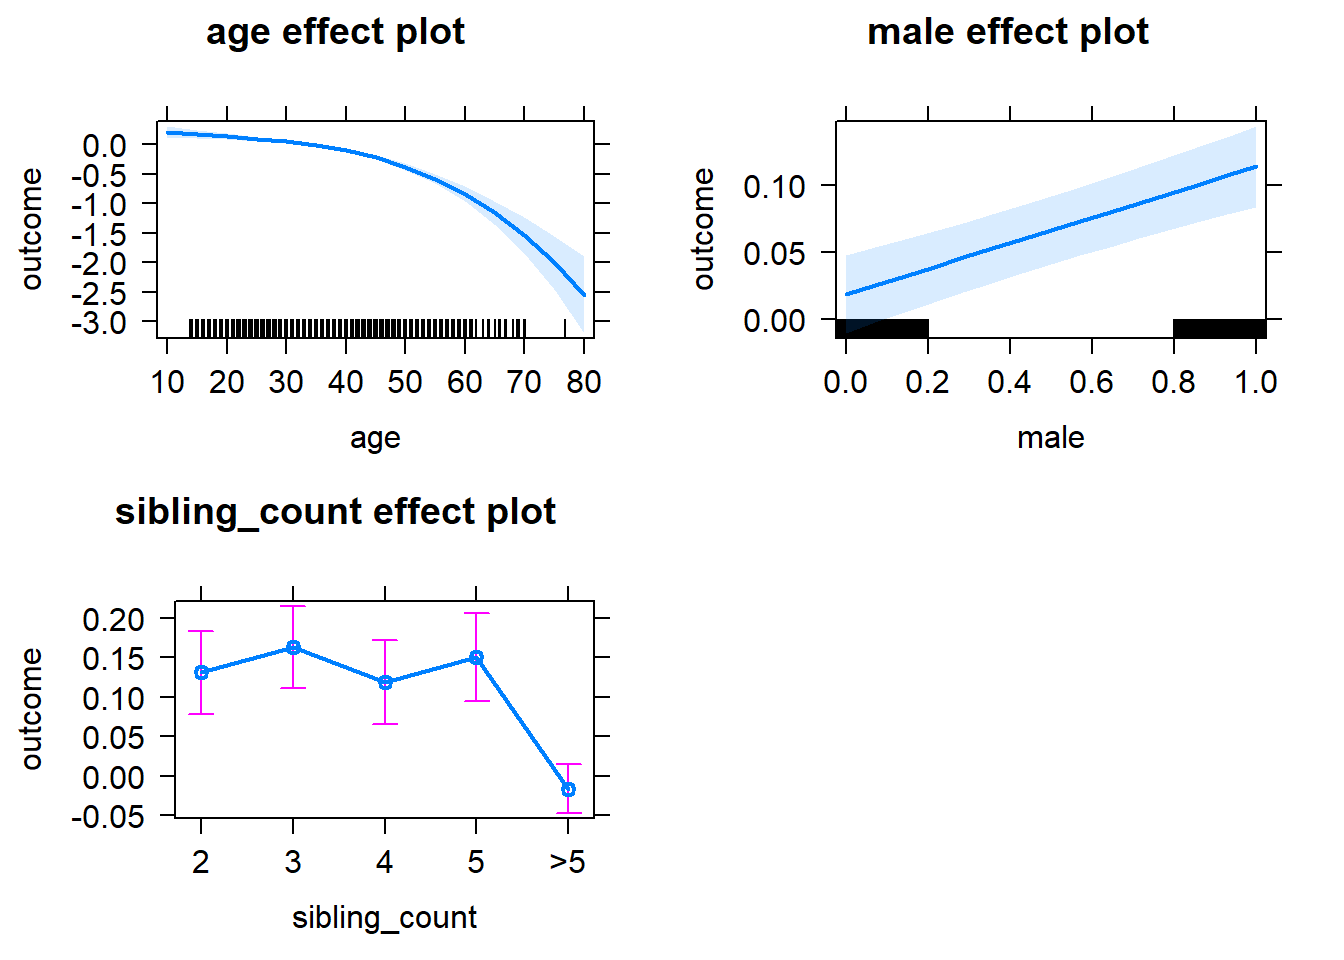 age effect plot
outcome
0.0
-0.5
-1.0
-1.5
-2.0
-2.5
-3.0
10 20 30 40 50 60 70 80
age
male effect plot
outcome
0.10
0.05
0.00
0.0 0.2 0.4 0.6 0.8 1.0
male
sibling_count effect plot
outcome
0.20
0.15
0.10
0.05
0.00
-0.05
2 3 4 5 >5
sibling_count